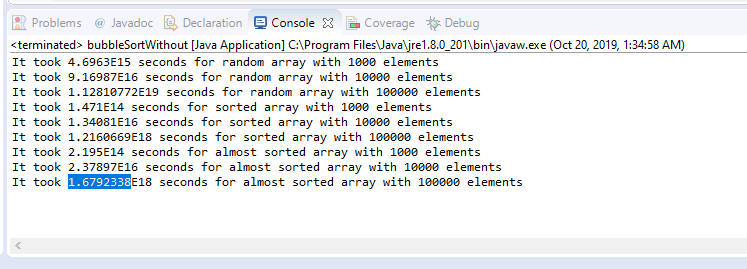 Problems @ Javadoc Declaration Console Coverage Debug
<terminated> bubbleSortWithout [Java Application] C:\Program Files\Java\jre1.8.0_201\bin\javaw.exe (Oct 20, 2019, 1:34:58 AM)
It took 4.6963E15 seconds for random array with 1000 elements
It took 9.16987E16 seconds for random array with 10000 elements
It took 1.12810772E19 seconds for random array with 100000 elements
It took 1.471E14 seconds for sorted array with 1000 elements
It took 1.34081E16 seconds for sorted array with 10000 elements
It took 1.2160669E18 seconds for sorted array with 100000 elements
It took 2.195E14 seconds for almost sorted array with 1000 elements
It took 2.37897E16 seconds for almost sorted array with 10000 elements
It took 1.6792338E18 seconds for almost sorted array with 100000 elements